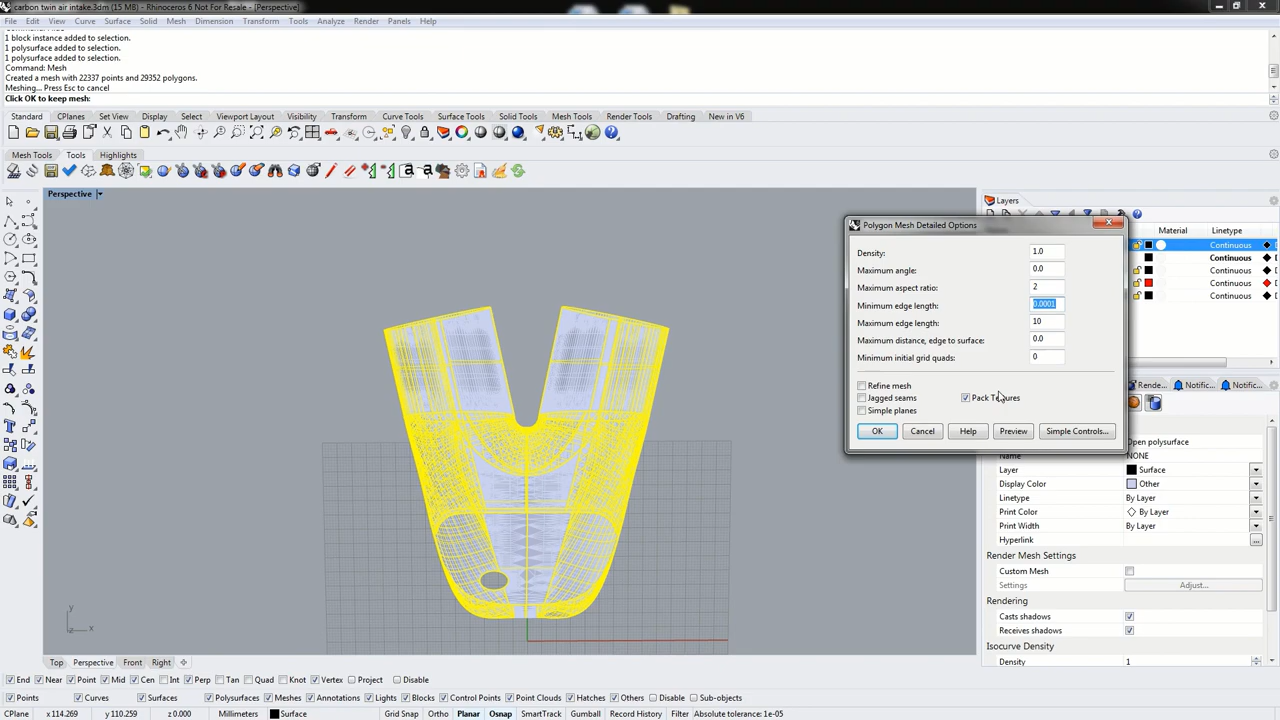 carbon twin air intake.3dm (15 MB) - Rhinoceros 6 Not For Resale - [Perspective]
File Edit View Curve Surface Solid Mesh Dimension Transform Tools Analyze Render Panels Help
1 block instance added to selection.
1 polysurface added to selection.
1 polysurface added to selection.
Command: Mesh
Created a mesh with 22337 points and 29352 polygons.
Meshing... Press Esc to cancel
Click OK to keep mesh:
Standard CPlanes Set View Display Select Viewport Layout Visibility Transform Curve Tools Surface Tools Solid Tools Mesh Tools Render Tools Drafting New in V6
Mesh Tools Tools Highlights
Perspective
Layers
Material Linetype
Continuous
Continuous
Continuous
Continuous
Continuous
Polygon Mesh Detailed Options
Density: 1.0
Maximum angle: 0.0
Maximum aspect ratio: 2
Minimum edge length: 0.0001
Maximum edge length: 10
Maximum distance, edge to surface: 0.0
Minimum initial grid quads: 0
Refine mesh
Jagged seams Pack Textures
Simple planes
OK Cancel Help Preview Simple Controls...
Rende... Notific... Notific...
Open polysurface
Name NONE
Layer Surface
Display Color Other
Linetype By Layer
Print Color By Layer
Print Width By Layer
Hyperlink ...
Render Mesh Settings
Custom Mesh
Settings Adjust...
Rendering
Casts shadows
Receives shadows
Isocurve Density
Density 1
y
z x
Top Perspective Front Right
End Near Point Mid Cen Int Perp Tan Quad Knot Vertex Project Disable
Points Curves Surfaces Polysurfaces Meshes Annotations Lights Blocks Control Points Point Clouds Hatches Others Disable Sub-objects
CPlane x 114.269 y 110.259 z 0.000 Millimeters Surface Grid Snap Ortho Planar Osnap SmartTrack Gumball Record History Filter Absolute tolerance: 1e-05